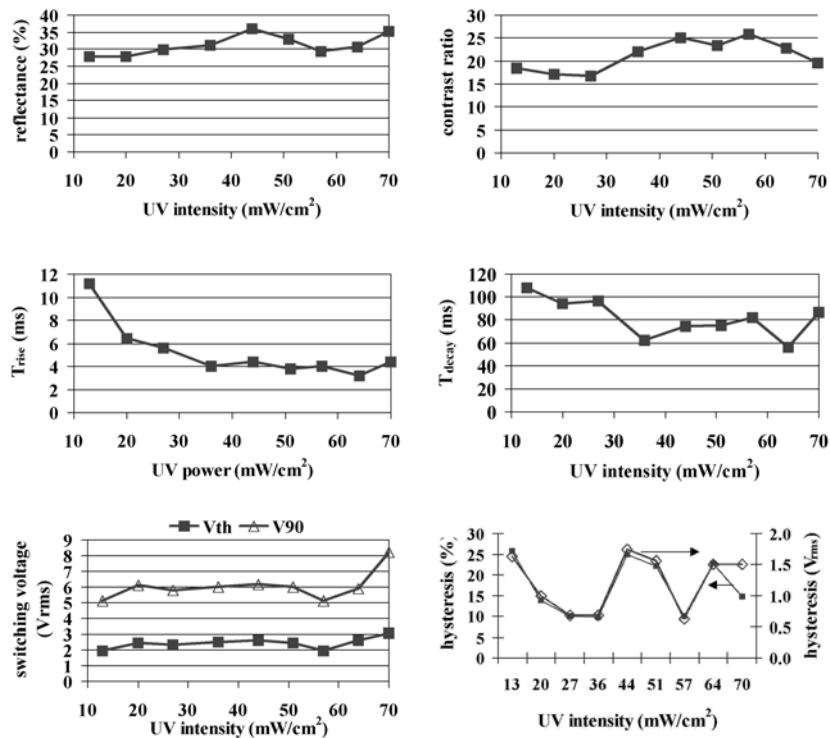 reflectance (%)
40
35
30
25
20
15
10
5
0
10 20 30 40 50 60 70
UV intensity (mW/cm²)
contrast ratio
30
25
20
15
10
5
0
10 20 30 40 50 60 70
UV intensity (mW/cm²)
Trise (ms)
12
10
8
6
4
2
0
10 20 30 40 50 60 70
UV power (mW/cm²)
Tdecay (ms)
120
100
80
60
40
20
0
10 20 30 40 50 60 70
UV intensity (mW/cm²)
Vth V90
switching voltage
(Vrms)
9
8
7
6
5
4
3
2
1
0
10 20 30 40 50 60 70
UV intensity (mW/cm²)
hysteresis (%)
30
25
20
15
10
5
0
2.0
1.5
1.0
0.5
0.0
hysteresis (Vrms)
13 20 27 36 44 51 57 64 70
UV intensity (mW/cm²)